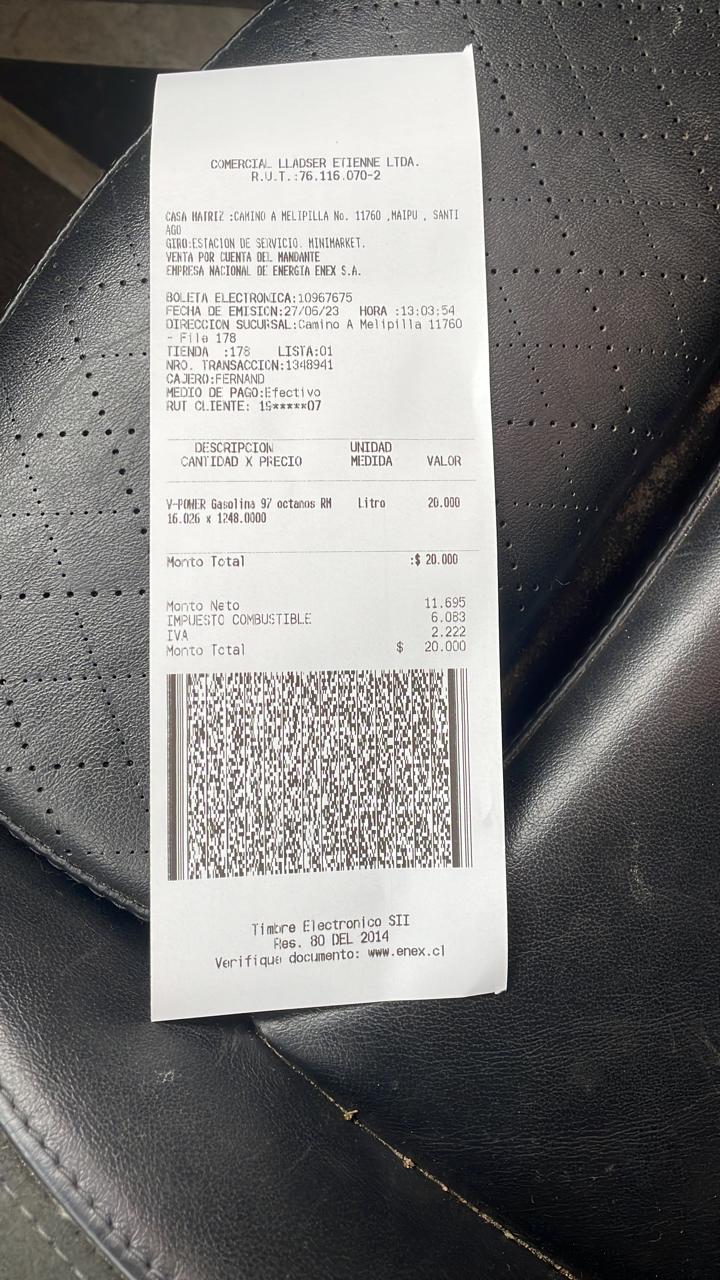 COMERCIAL LLADSER ETIENNE LTDA.
R.U.T.:76.116.070-2
CASA MATRIZ :CAMINO A MELIPILLA No. 11760 ,MAIPU , SANTI
AGO
GIRO:ESTACION DE SERVICIO. MINIMARKET.
VENTA POR CUENTA DEL MANDANTE
EMPRESA NACIONAL DE ENERGIA ENEX S.A.
BOLETA ELECTRONICA:10967675
FECHA DE EMISION:27/06/23 HORA :13:03:54
DIRECCION SUCURSAL:Camino A Melipilla 11760
- File 178
TIENDA :178 LISTA:01
NRO. TRANSACCION:1348941
CAJERO:FERNAND
MEDIO DE PAGO:Efectivo
RUT CLIENTE: 19*****07
DESCRIPCION UNIDAD
CANTIDAD X PRECIO MEDIDA VALOR
V-POWER Gasolina 97 octanos RM Litro 20.000
16.026 x 1248.0000
Monto Total :$ 20.000
Monto Neto 11.695
IMPUESTO COMBUSTIBLE 6.083
IVA 2.222
Monto Total $ 20.000
Timbre Electronico SII
Res. 80 DEL 2014
Verifique documento: www.enex.cl